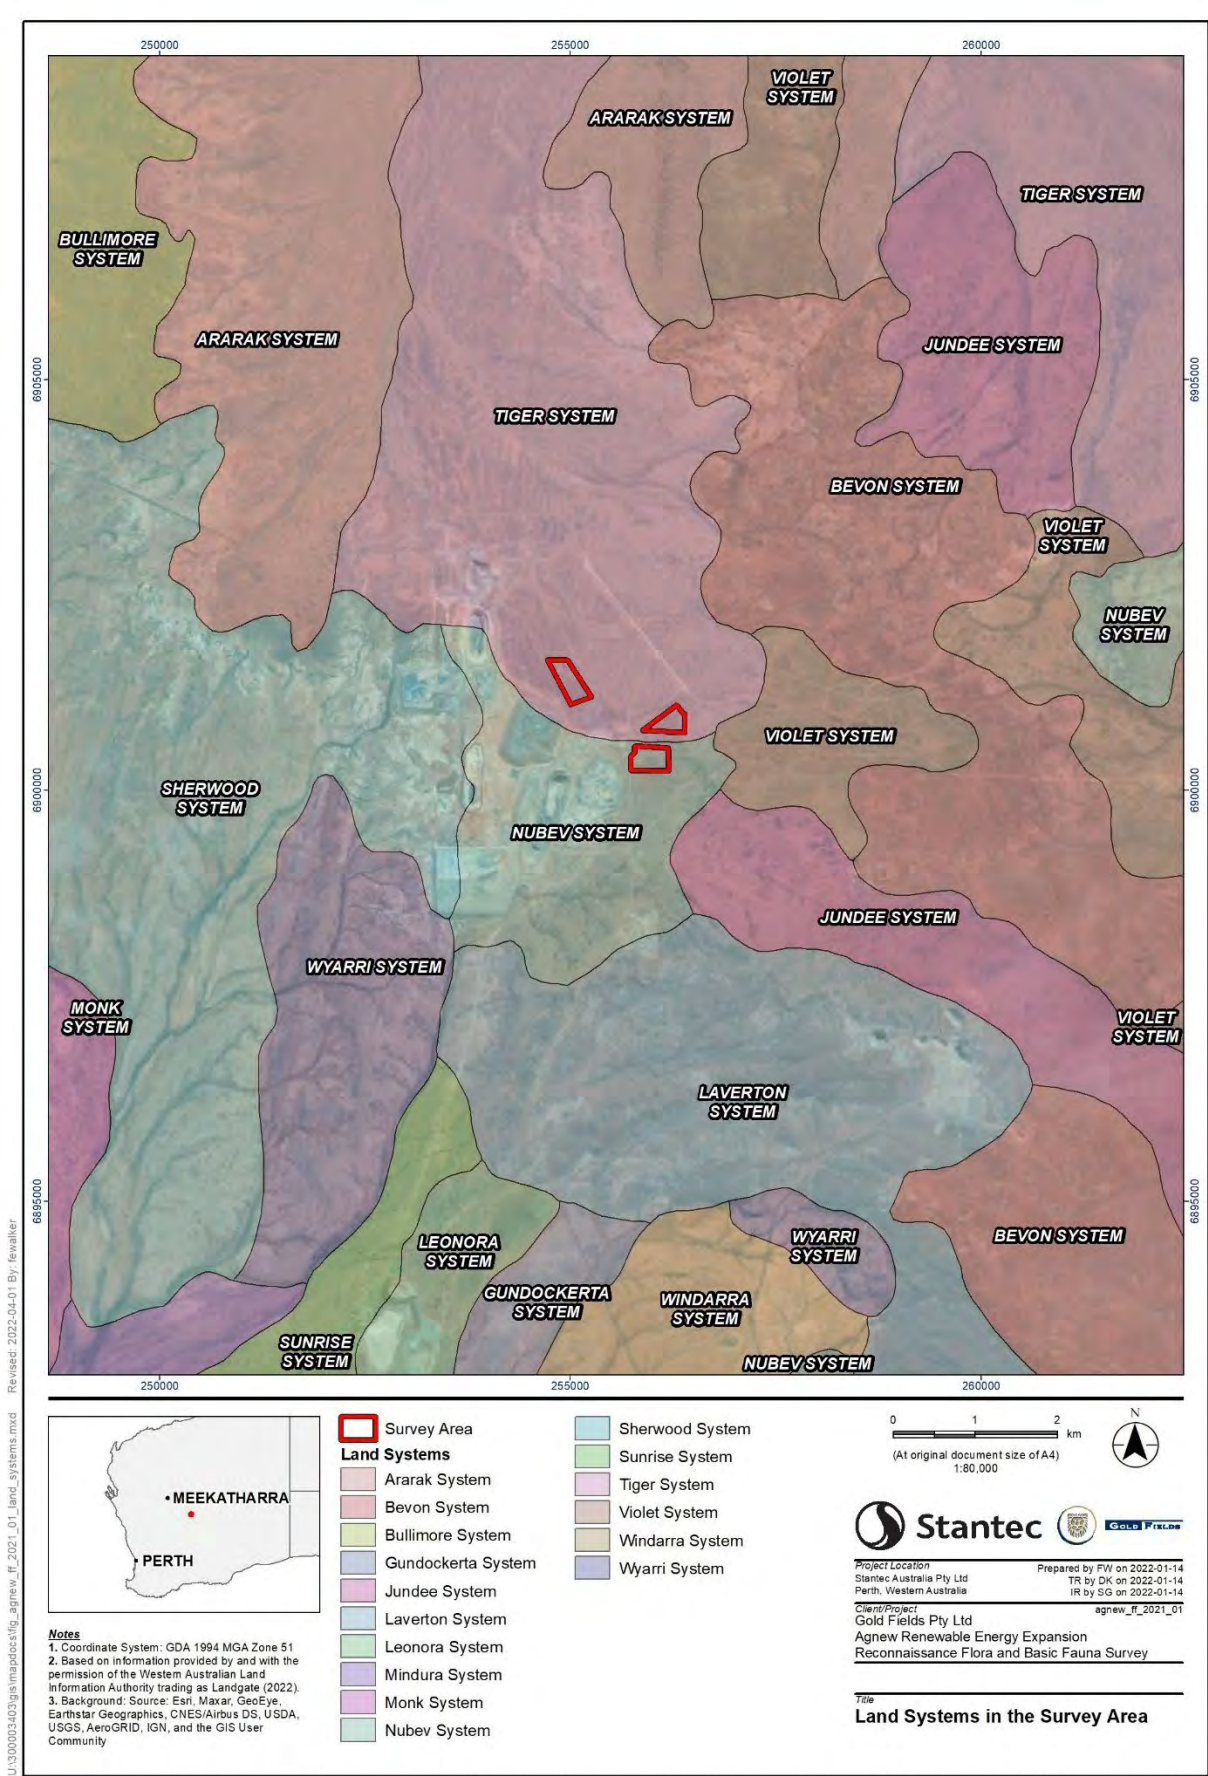 250000
255000
260000
VIOLET
SYSTEM
ARARAK SYSTEM
TIGER SYSTEM
BULLIMORE
SYSTEM
ARARAK SYSTEM
JUNDEE SYSTEM
6905000
6905000
TIGER SYSTEM
BEVON SYSTEM
VIOLET
SYSTEM
NUBEV
SYSTEM
VIOLET SYSTEM
SHERWOOD
SYSTEM
6900000
6900000
NUBEV SYSTEM
JUNDEE SYSTEM
WYARRI SYSTEM
MONK
SYSTEM
VIOLET
SYSTEM
LAVERTON
SYSTEM
6895000
6895000
LEONORA
SYSTEM
WYARRI
SYSTEM
BEVON SYSTEM
GUNDOCKERTA
SYSTEM
WINDARRA
SYSTEM
SUNRISE
SYSTEM
NUBEV SYSTEM
250000
255000
260000
U:\300003403\gis\mapdocs\fig_agnew_ff_2021_01_land_systems.mxd Revised: 2022-04-01 By: fewalker
MEEKATHARRA
PERTH
Notes
1. Coordinate System: GDA 1994 MGA Zone 51
2. Based on information provided by and with the
permission of the Western Australian Land
Information Authority trading as Landgate (2022).
3. Background: Source: Esri, Maxar, GeoEye,
Earthstar Geographics, CNES/Airbus DS, USDA,
USGS, AeroGRID, IGN, and the GIS User
Community
Survey Area
Land Systems
Ararak System
Bevon System
Bullimore System
Gundockerta System
Jundee System
Laverton System
Leonora System
Mindura System
Monk System
Nubev System
Sherwood System
Sunrise System
Tiger System
Violet System
Windarra System
Wyarri System
0 1 2
km
(At original document size of A4)
1:80,000
N
Stantec
GOLD FIELDS
Project Location
Stantec Australia Pty Ltd
Perth, Western Australia
Prepared by FW on 2022-01-14
TR by DK on 2022-01-14
IR by SG on 2022-01-14
Client/Project
agnew_ff_2021_01
Gold Fields Pty Ltd
Agnew Renewable Energy Expansion
Reconnaissance Flora and Basic Fauna Survey
Title
Land Systems in the Survey Area